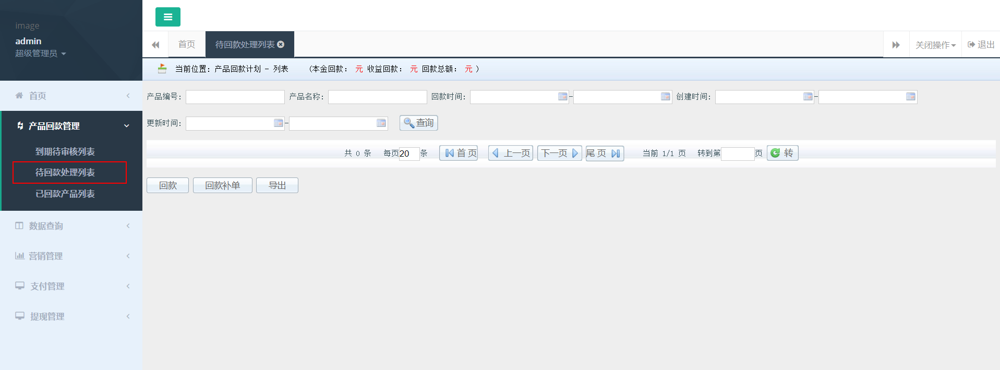 image
admin
超级管理员
首页
产品回款管理
到期待审核列表
待回款处理列表
已回款产品列表
数据查询
营销管理
支付管理
提现管理
首页 待回款处理列表 关闭操作 退出
当前位置：产品回款计划 - 列表 （本金回款： 元 收益回款： 元 回款总额： 元 ）
产品编号： 产品名称： 回款时间： - 创建时间： -
更新时间： - 查询
共 0 条 每页20条 首 页 上一页 下一页 尾 页 当前 1/1 页 转到第 页 转
回款 回款补单 导出